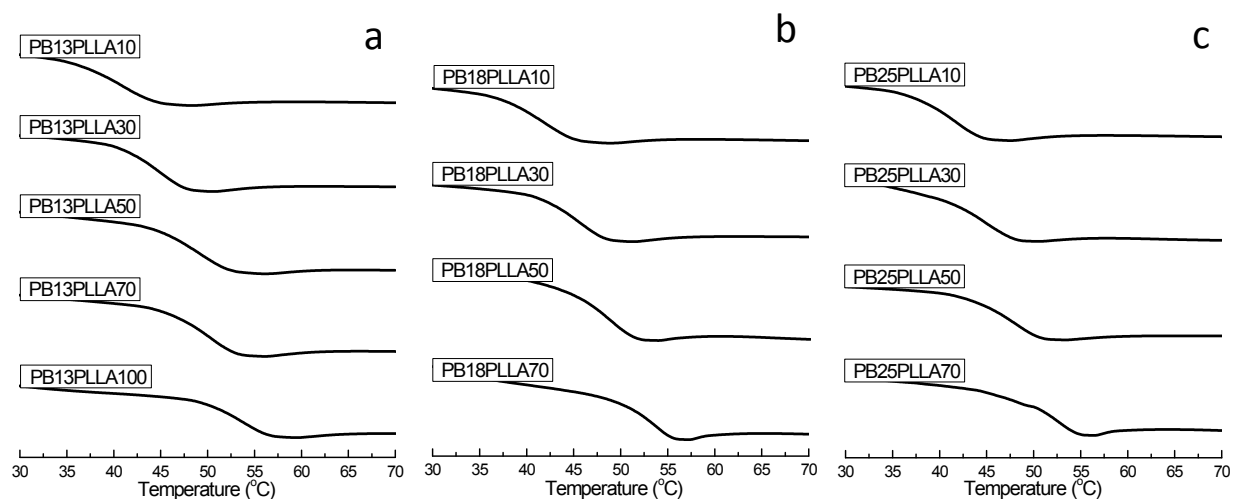 a
PB13PLLA10
PB13PLLA30
PB13PLLA50
PB13PLLA70
PB13PLLA100
30 35 40 45 50 55 60 65 70
Temperature (°C)
b
PB18PLLA10
PB18PLLA30
PB18PLLA50
PB18PLLA70
30 35 40 45 50 55 60 65 70
Temperature (°C)
c
PB25PLLA10
PB25PLLA30
PB25PLLA50
PB25PLLA70
30 35 40 45 50 55 60 65 70
Temperature (°C)